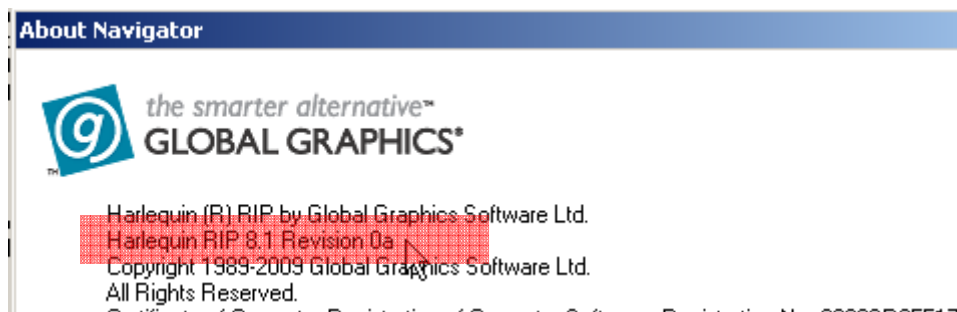 About Navigator
the smarter alternative™
GLOBAL GRAPHICS®
TM
Harlequin (R) RIP by Global Graphics Software Ltd.
Harlequin RIP 8.1 Revision 0a
Copyright 1989-2009 Global Graphics Software Ltd.
All Rights Reserved.